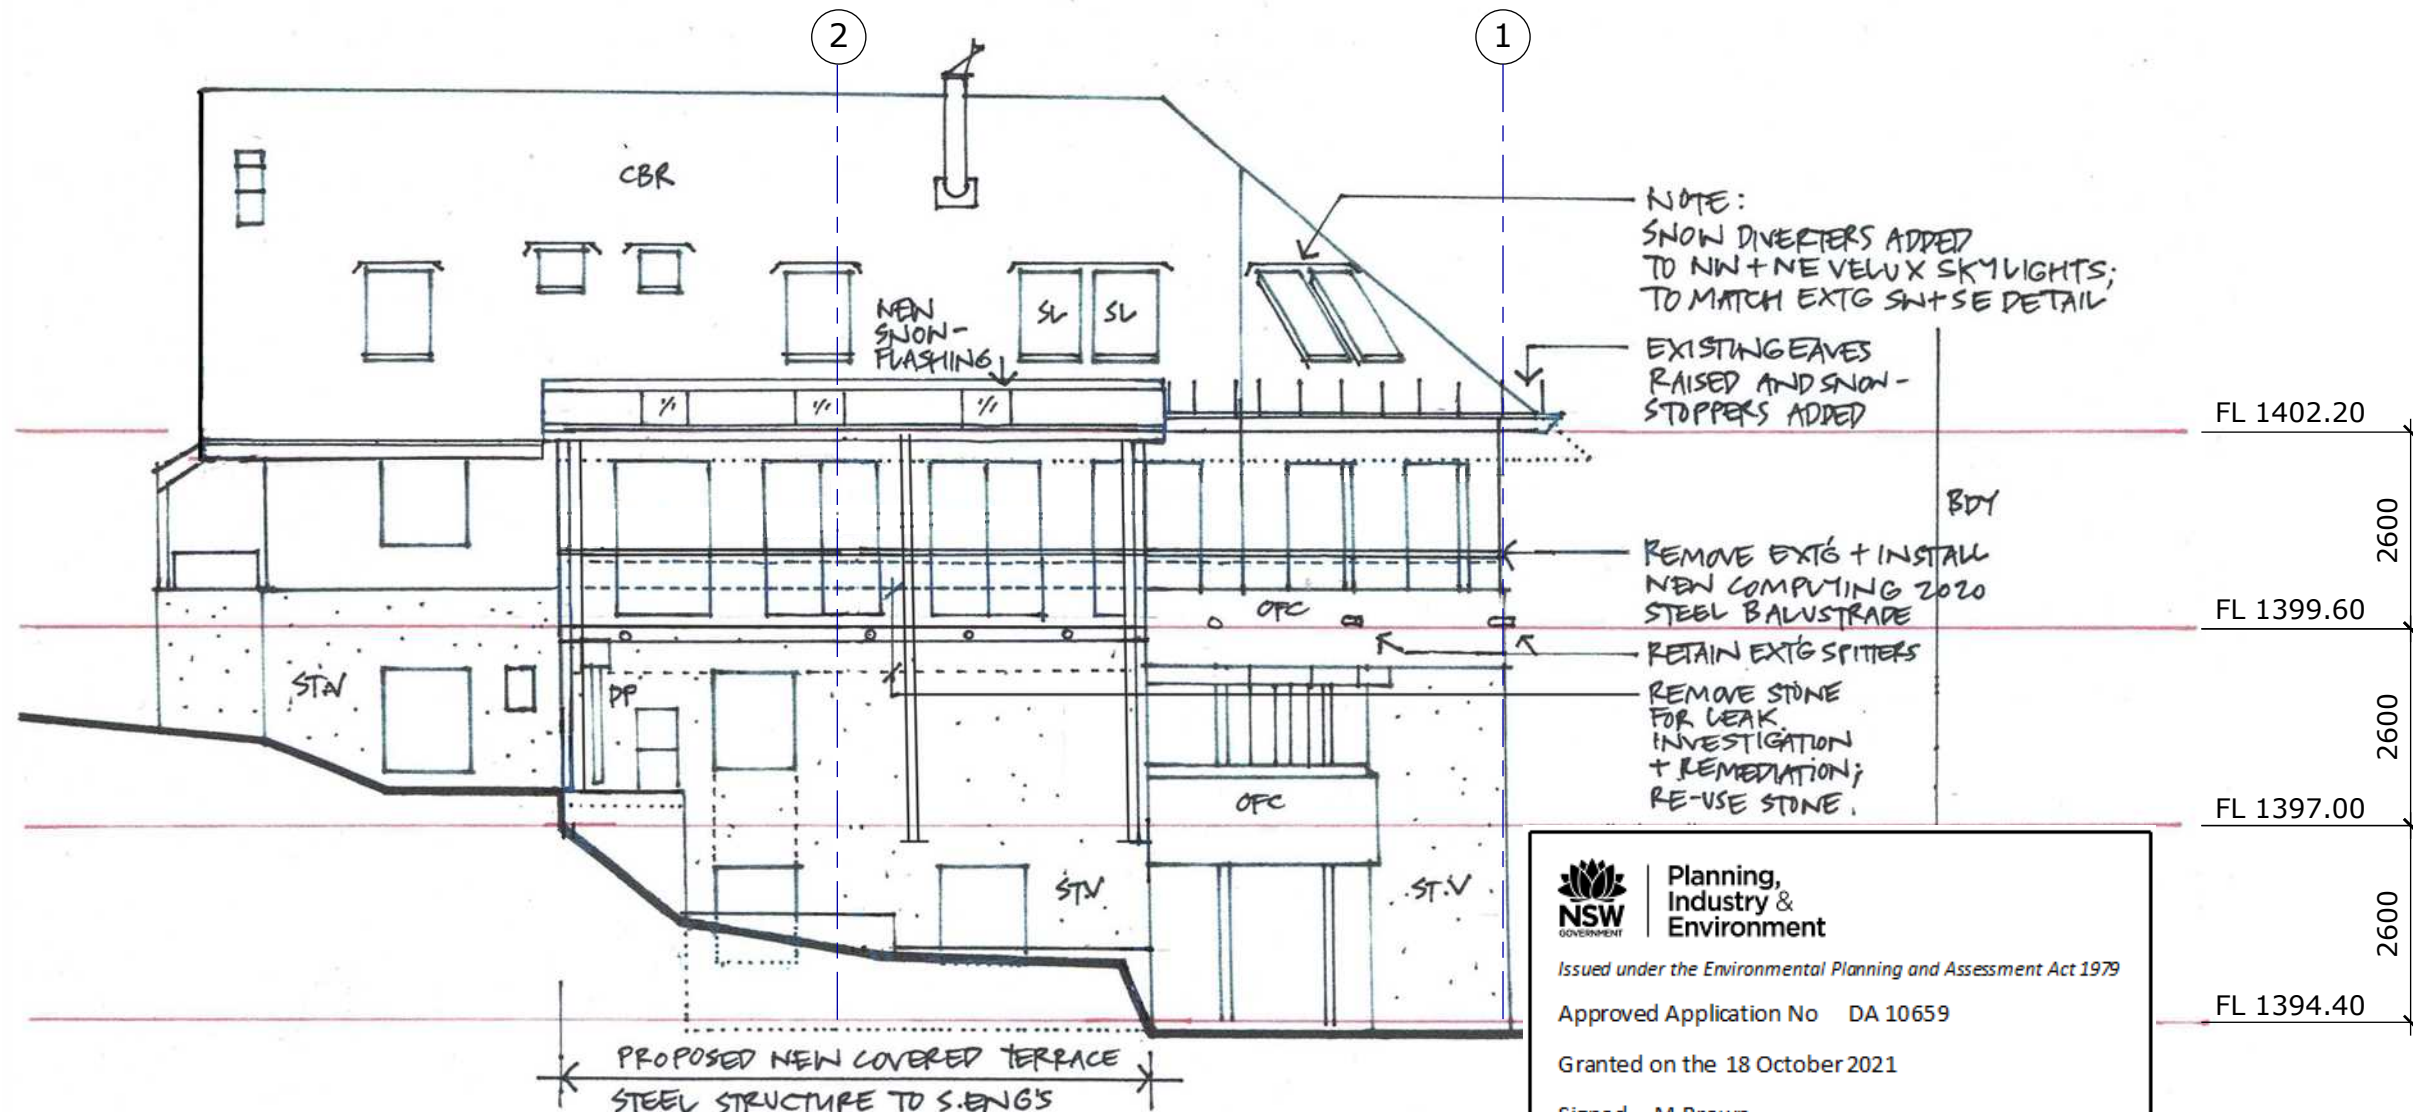 2
1
CBR
NOTE:
SNOW DIVERTERS ADDED
TO NW + NE VELUX SKYLIGHTS;
TO MATCH EXTG SW+SE DETAIL
NEW
SNOW-
FLASHING
SL
SL
EXISTING EAVES
RAISED AND SNOW-
STOPPERS ADDED
FL 1402.20
2600
BDY
REMOVE EXT'G + INSTALL
NEW COMPLYING 2020
STEEL BALUSTRADE
OFC
FL 1399.60
RETAIN EXT'G SPITTERS
STV
DP
REMOVE STONE
FOR LEAK
INVESTIGATION
+ REMEDIATION;
RE-USE STONE.
2600
OFC
FL 1397.00
ST.V
ST.V
2600
FL 1394.40
NSW
GOVERNMENT
Planning,
Industry &
Environment
Issued under the Environmental Planning and Assessment Act 1979
Approved Application No DA 10659
Granted on the 18 October 2021
Signed M Brown
PROPOSED NEW COVERED TERRACE
STEEL STRUCTURE TO S.ENG'S